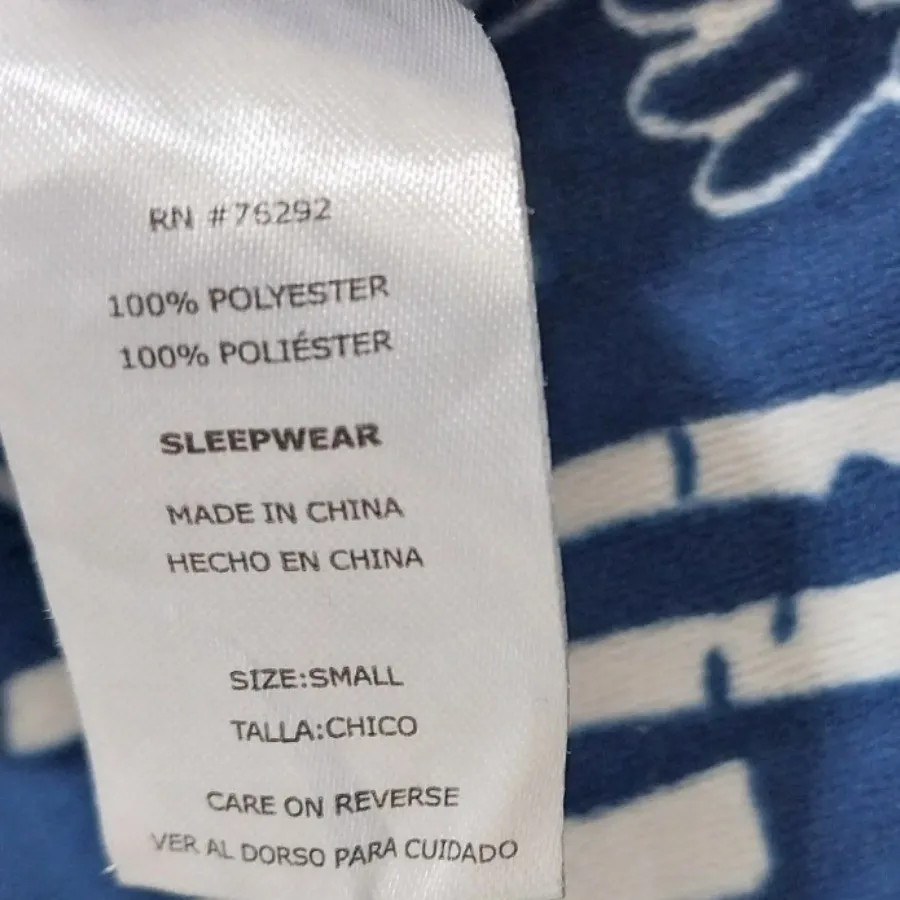 RN #76292
100% POLYESTER
100% POLIÉSTER
SLEEPWEAR
MADE IN CHINA
HECHO EN CHINA
SIZE:SMALL
TALLA:CHICO
CARE ON REVERSE
VER AL DORSO PARA CUIDADO